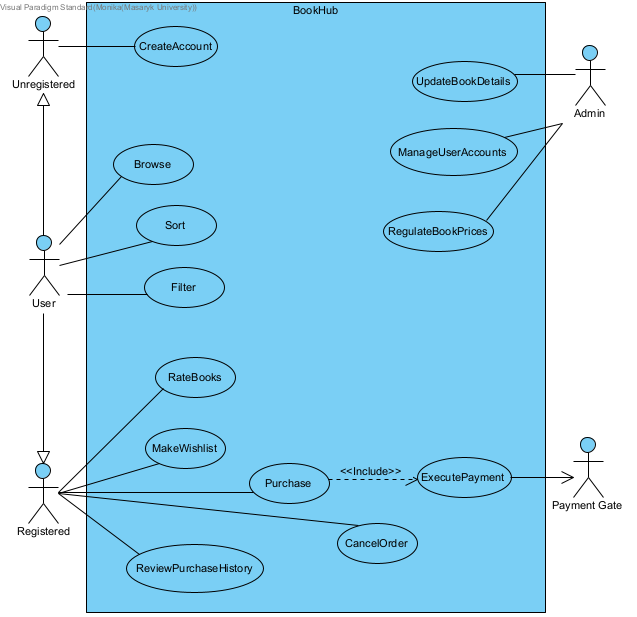 Visual Paradigm Standard(Monika(Masaryk University))
BookHub
CreateAccount
Unregistered
UpdateBookDetails
Admin
ManageUserAccounts
Browse
Sort
RegulateBookPrices
Filter
User
RateBooks
MakeWishlist
<<Include>>
Purchase
ExecutePayment
Payment Gate
Registered
CancelOrder
ReviewPurchaseHistory